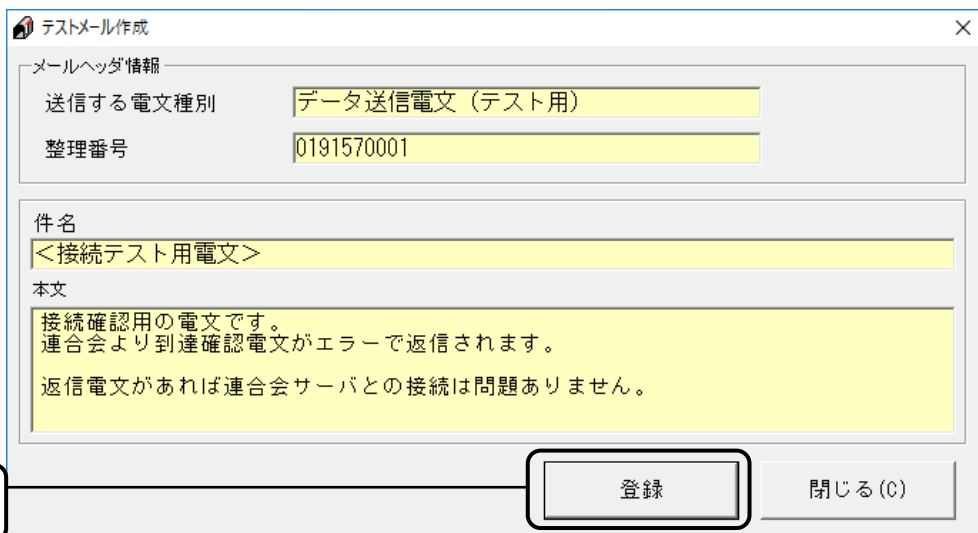 テストメール作成
メールヘッダ情報
送信する電文種別 データ送信電文（テスト用）
整理番号 0191570001
件名
＜接続テスト用電文＞
本文
接続確認用の電文です。
連合会より到達確認電文がエラーで返信されます。
返信電文があれば連合会サーバとの接続は問題ありません。
登録 閉じる(C)